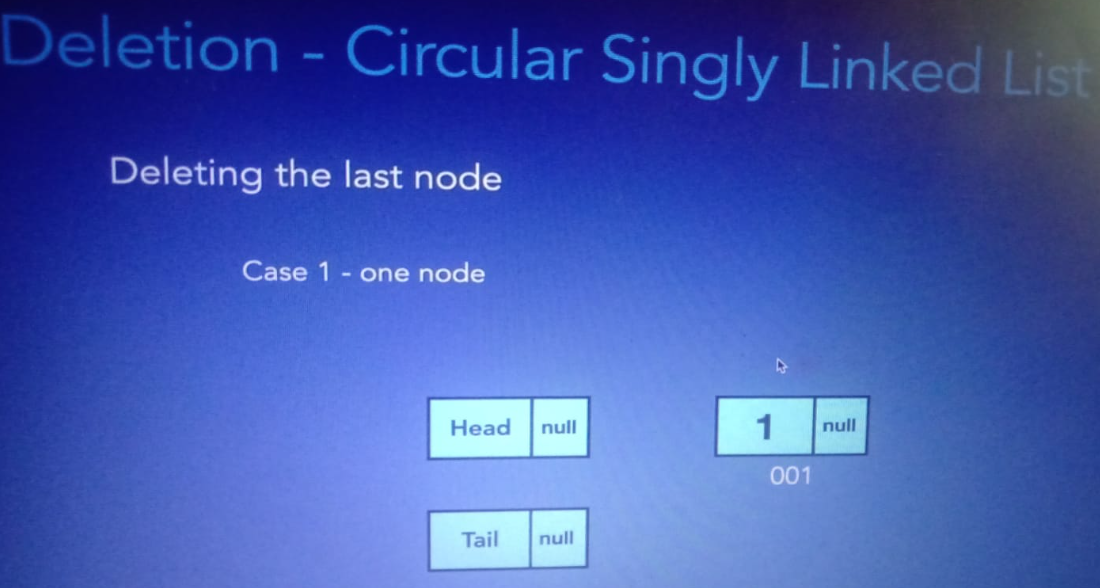 Deletion - Circular Singly Linked List
Deleting the last node
Case 1 - one node
Head null
1 null
001
Tail null